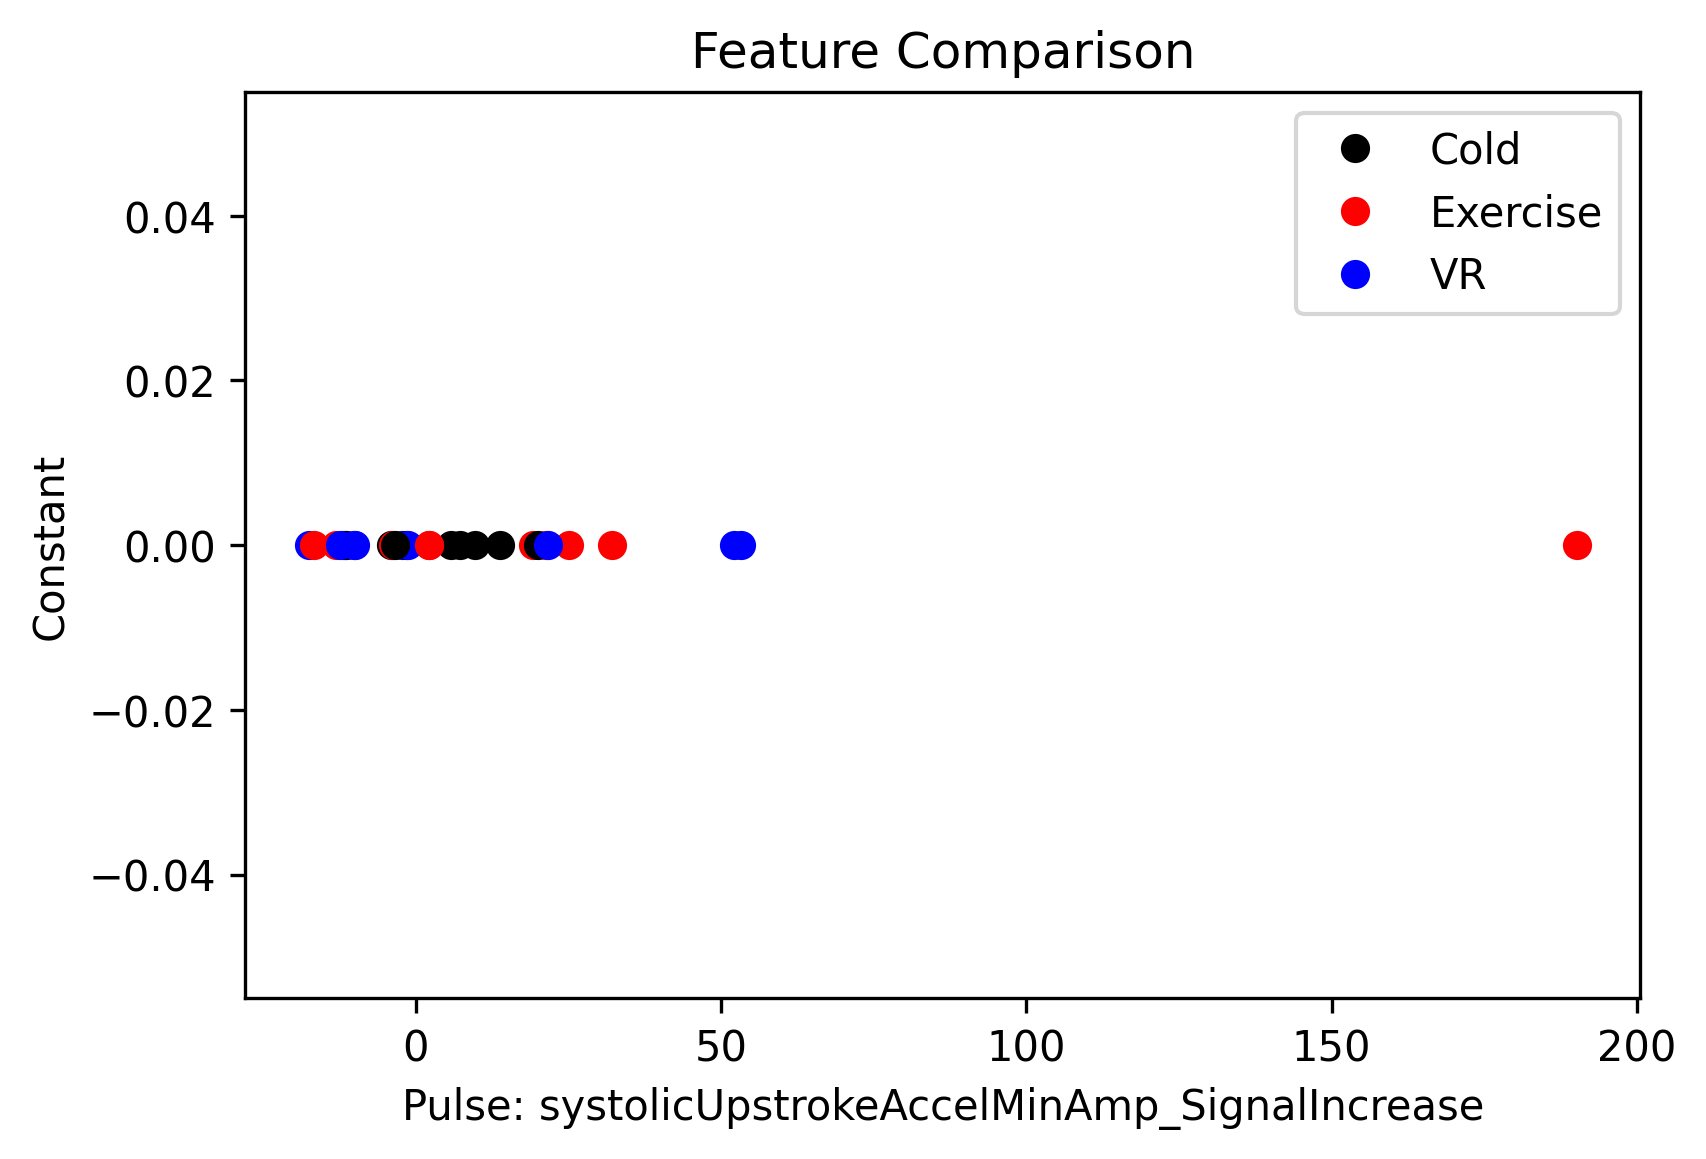 Feature Comparison
Cold
Exercise
VR
0.04
0.02
0.00
−0.02
−0.04
Constant
0 50 100 150 200
Pulse: systolicUpstrokeAccelMinAmp_SignalIncrease